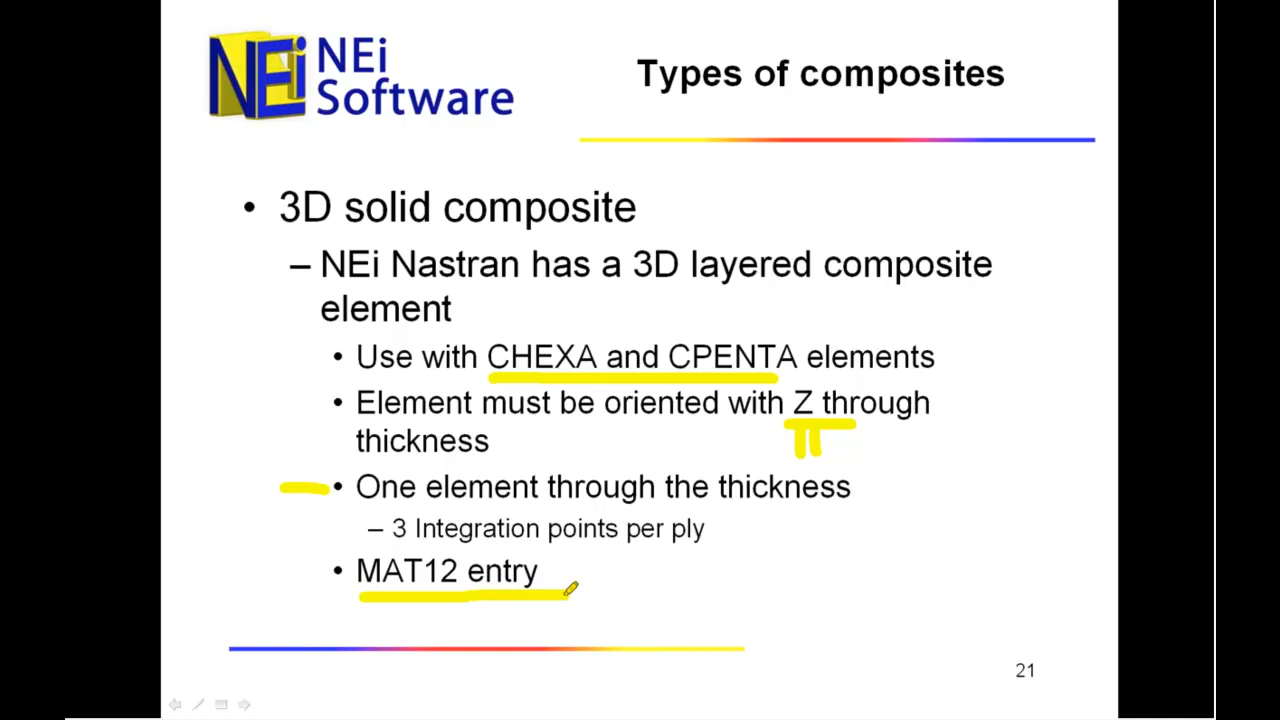 NEi
NEi
Software
Types of composites
• 3D solid composite
– NEi Nastran has a 3D layered composite
element
• Use with CHEXA and CPENTA elements
• Element must be oriented with Z through
thickness
• One element through the thickness
– 3 Integration points per ply
• MAT12 entry
21